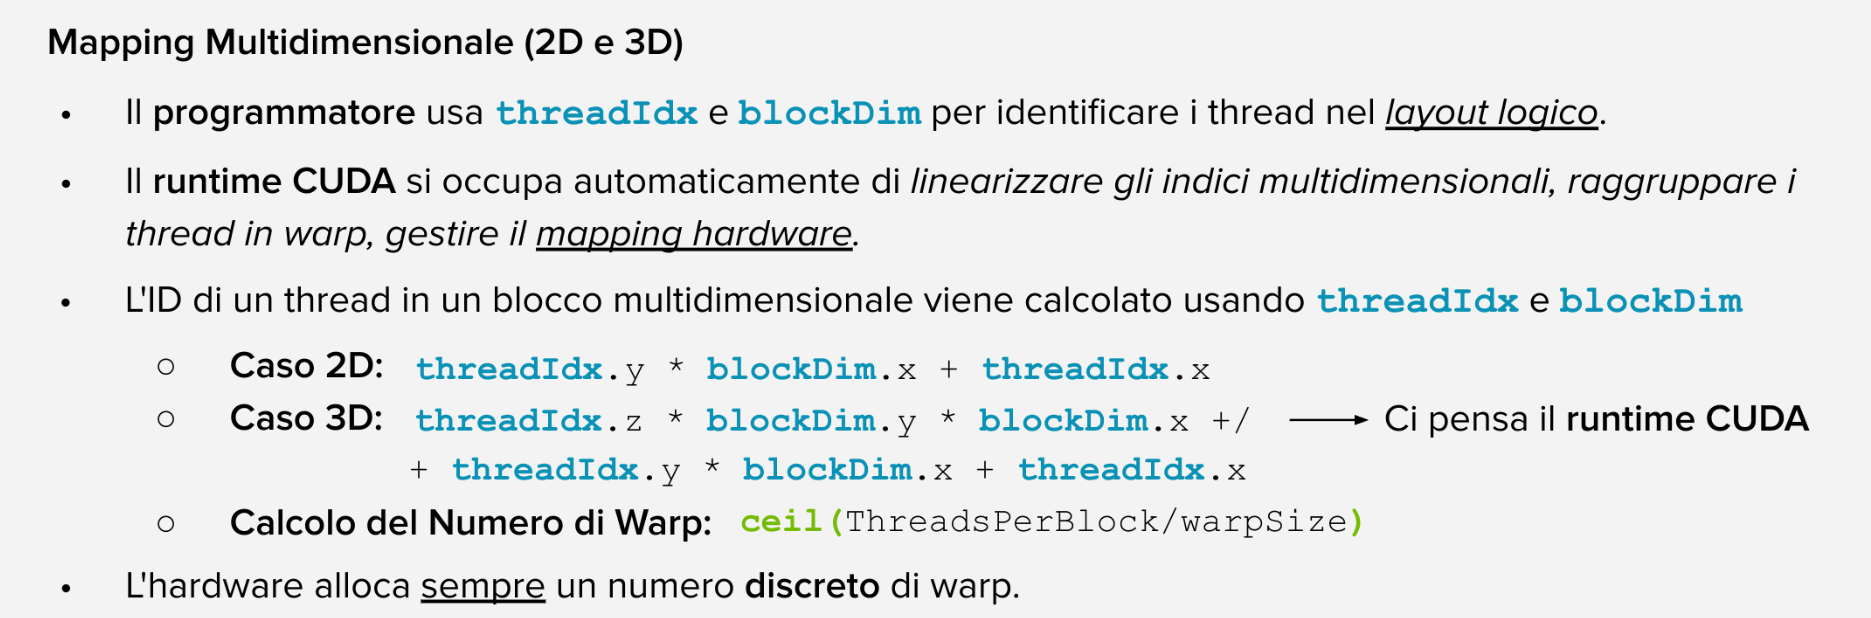 Mapping Multidimensionale (2D e 3D)
• Il programmatore usa threadIdx e blockDim per identificare i thread nel layout logico.
• Il runtime CUDA si occupa automaticamente di linearizzare gli indici multidimensionali, raggruppare i
thread in warp, gestire il mapping hardware.
• L'ID di un thread in un blocco multidimensionale viene calcolato usando threadIdx e blockDim
○ Caso 2D: threadIdx.y * blockDim.x + threadIdx.x
○ Caso 3D: threadIdx.z * blockDim.y * blockDim.x +/ ⟶ Ci pensa il runtime CUDA
+ threadIdx.y * blockDim.x + threadIdx.x
○ Calcolo del Numero di Warp: ceil(ThreadsPerBlock/warpSize)
• L'hardware alloca sempre un numero discreto di warp.